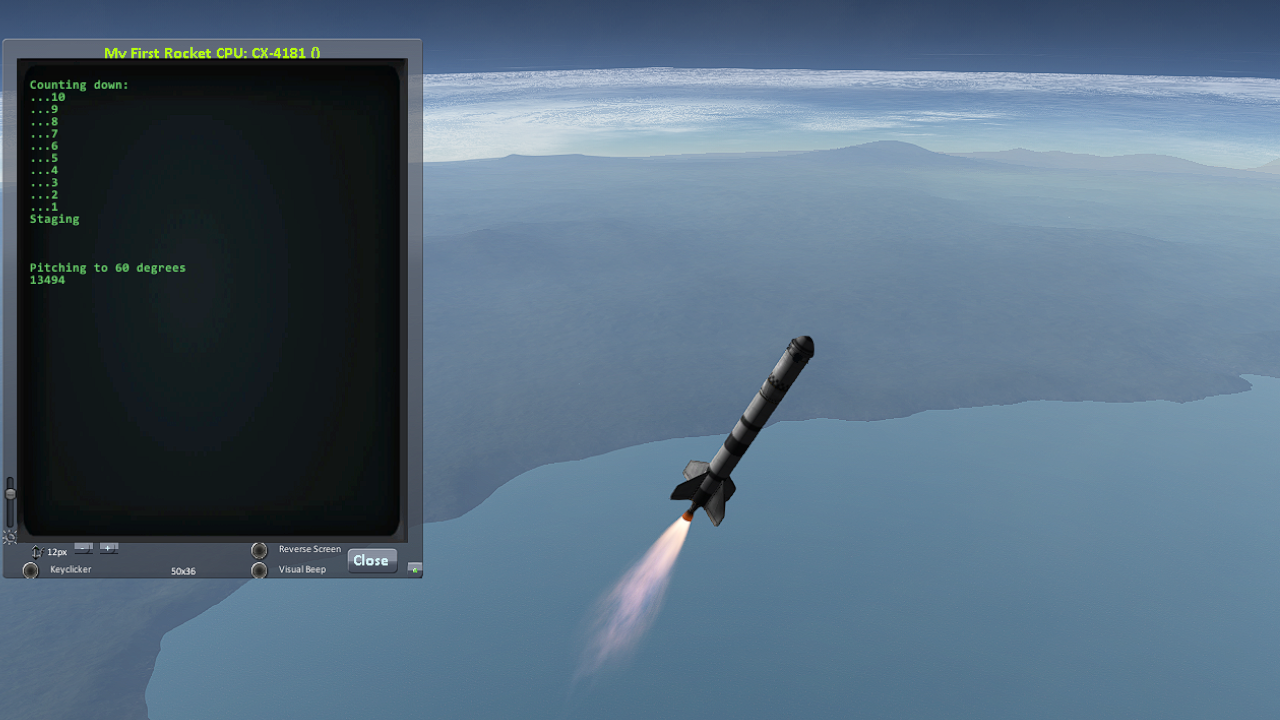 My First Rocket CPU: CX-4181 ()
Counting down:
...10
...9
...8
...7
...6
...5
...4
...3
...2
...1
Staging
Pitching to 60 degrees
13494
12px - +
Reverse Screen
Close
Keyclicker
50x36
Visual Beep